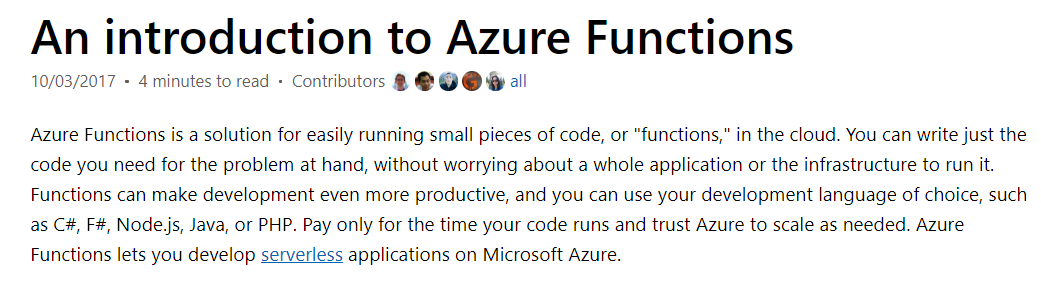 An introduction to Azure Functions
10/03/2017 • 4 minutes to read • Contributors all
Azure Functions is a solution for easily running small pieces of code, or "functions," in the cloud. You can write just the
code you need for the problem at hand, without worrying about a whole application or the infrastructure to run it.
Functions can make development even more productive, and you can use your development language of choice, such
as C#, F#, Node.js, Java, or PHP. Pay only for the time your code runs and trust Azure to scale as needed. Azure
Functions lets you develop serverless applications on Microsoft Azure.